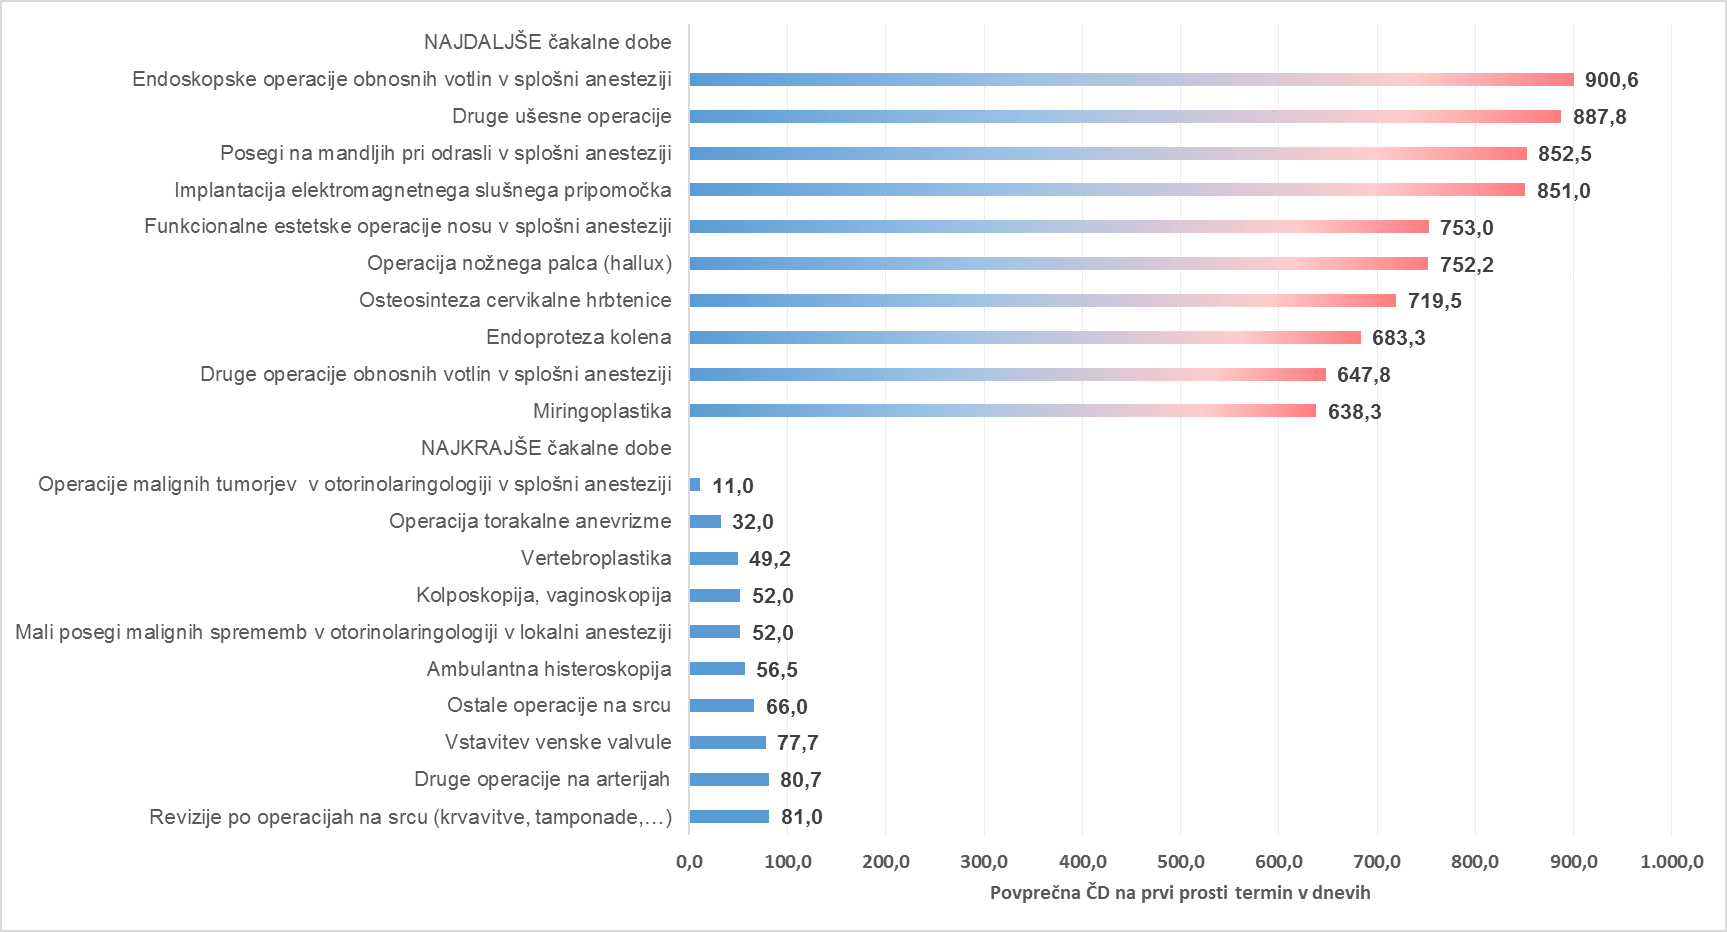 NAJDALJŠE čakalne dobe
Endoskopske operacije obnosnih votlin v splošni anesteziji 900,6
Druge ušesne operacije 887,8
Posegi na mandljih pri odrasli v splošni anesteziji 852,5
Implantacija elektromagnetnega slušnega pripomočka 851,0
Funkcionalne estetske operacije nosu v splošni anesteziji 753,0
Operacija nožnega palca (hallux) 752,2
Osteosinteza cervikalne hrbtenice 719,5
Endoproteza kolena 683,3
Druge operacije obnosnih votlin v splošni anesteziji 647,8
Miringoplastika 638,3
NAJKRAJŠE čakalne dobe
Operacije malignih tumorjev  v otorinolaringologiji v splošni anesteziji 11,0
Operacija torakalne anevrizme 32,0
Vertebroplastika 49,2
Kolposkopija, vaginoskopija 52,0
Mali posegi malignih sprememb v otorinolaringologiji v lokalni anesteziji 52,0
Ambulantna histeroskopija 56,5
Ostale operacije na srcu 66,0
Vstavitev venske valvule 77,7
Druge operacije na arterijah 80,7
Revizije po operacijah na srcu (krvavitve, tamponade,…) 81,0
0,0 100,0 200,0 300,0 400,0 500,0 600,0 700,0 800,0 900,0 1.000,0
Povprečna ČD na prvi prosti termin v dnevih